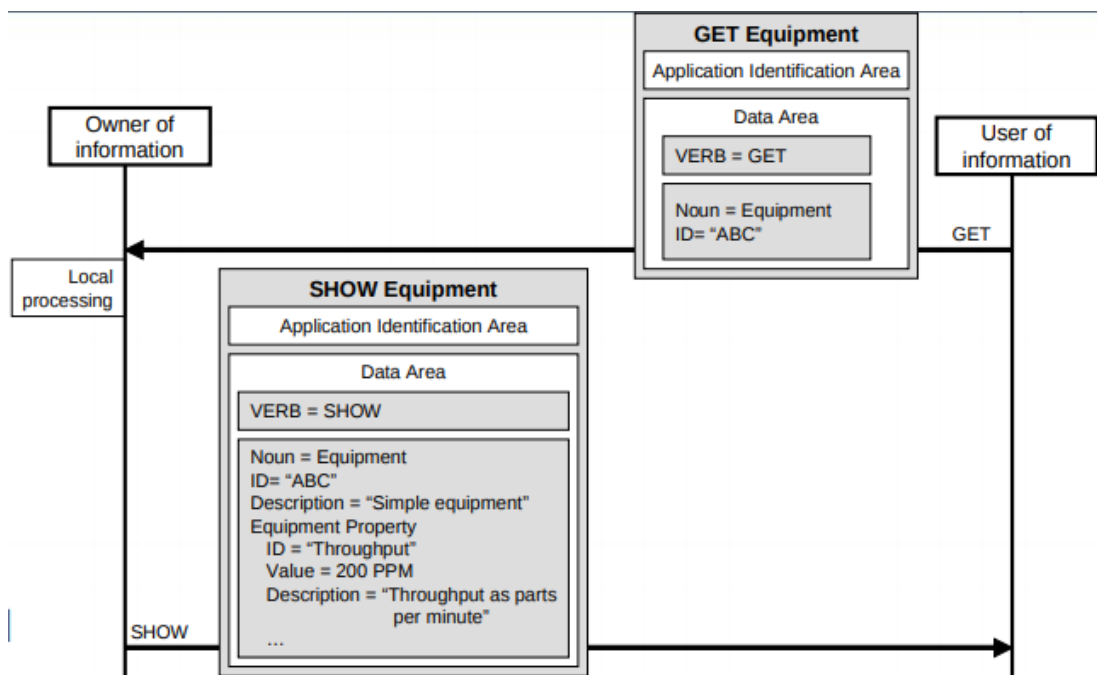 GET Equipment
Application Identification Area
Data Area
VERB = GET
Noun = Equipment
ID= “ABC”
Owner of
information
User of
information
GET
Local
processing
SHOW Equipment
Application Identification Area
Data Area
VERB = SHOW
Noun = Equipment
ID= “ABC”
Description = “Simple equipment”
Equipment Property
ID = “Throughput”
Value = 200 PPM
Description = “Throughput as parts
per minute”
…
SHOW